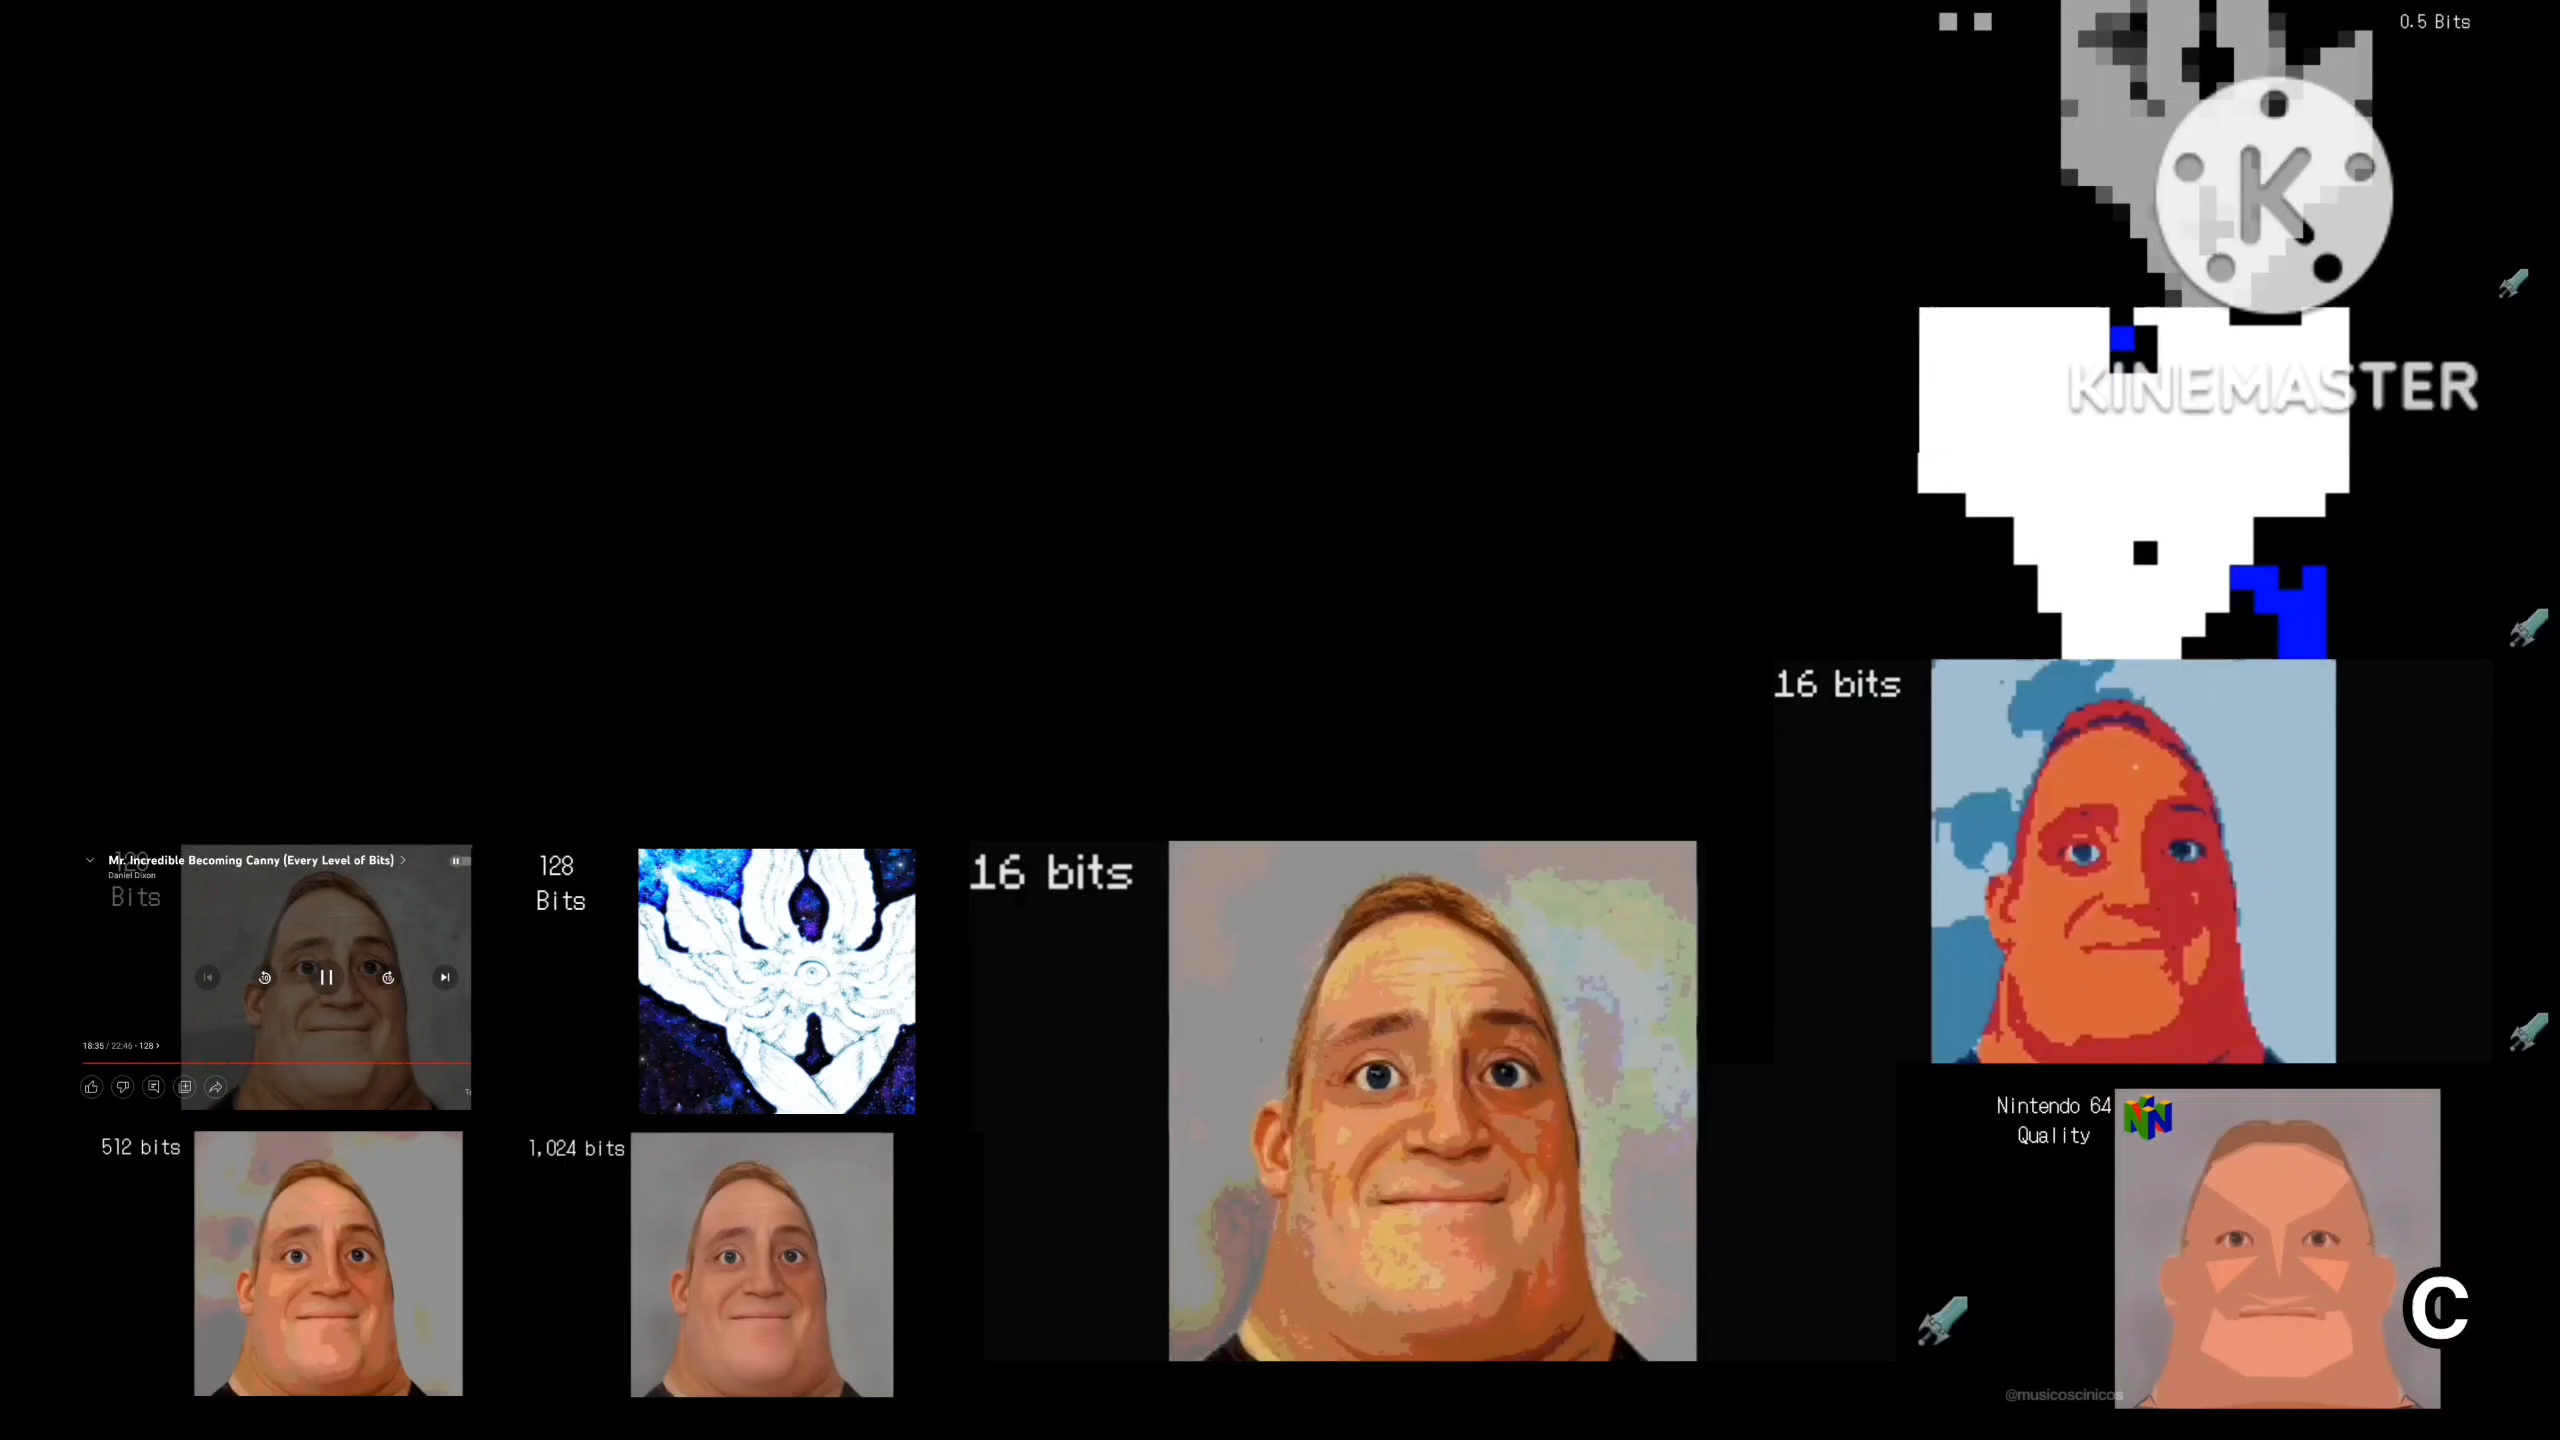 0.5 Bits
K
KINEMASTER
16 bits
Mr. Incredible Becoming Canny (Every Level of Bits)
Daniel Dixon
128
Bits
18:35 / 22:46 • 128
128
Bits
16 bits
512 bits
1,024 bits
Nintendo 64
Quality
C
@musicoscinicos